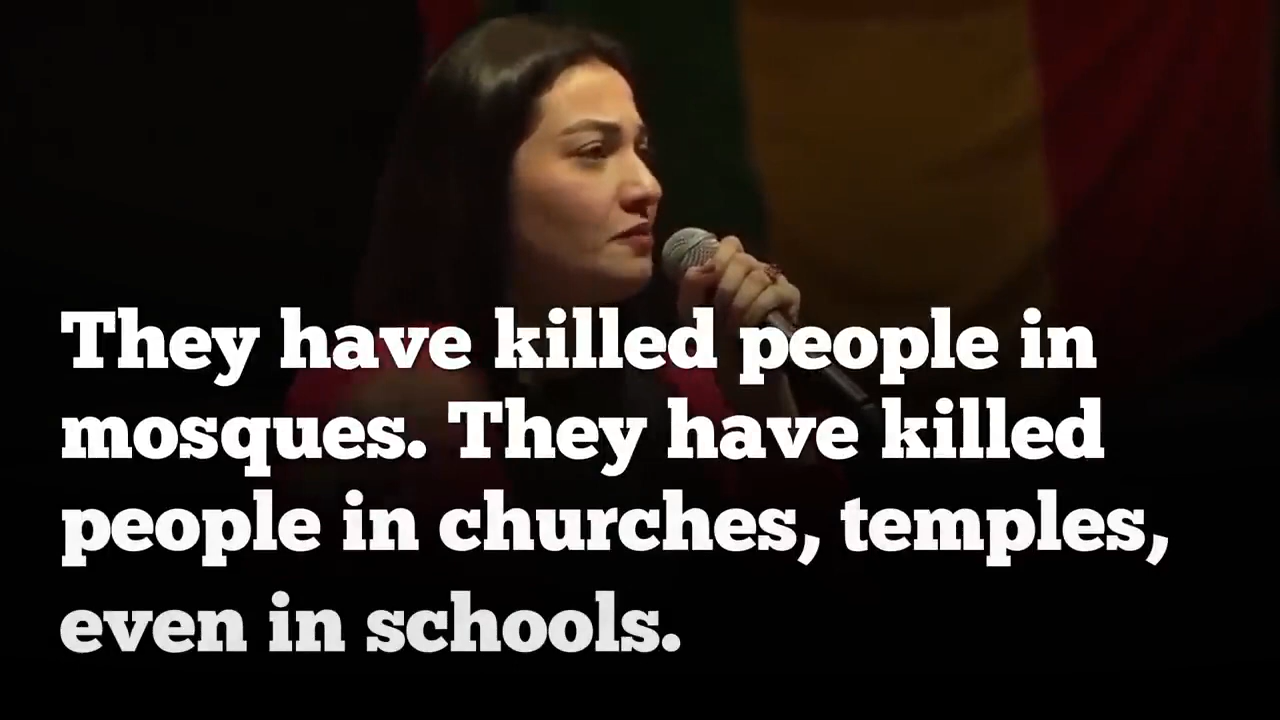 They have killed people in
mosques. They have killed
people in churches, temples,
even in schools.